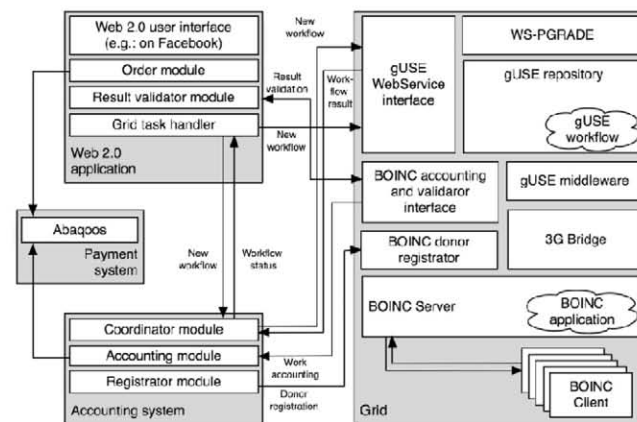 Web 2.0 user interface
(e.g.: on Facebook)
Order module
Result validator module
Grid task handler
Web 2.0
application
Abaqoos
Payment
system
Coordinator module
Accounting module
Registrator module
Accounting system
New
workflow
Result
validation
Work-
flow
result
New
workflow
New
workflow
Workflow
status
Work
accounting
Donor
registration
gUSE
WebService
interface
WS-PGRADE
gUSE repository
gUSE
workflow
BOINC accounting
and validaror
interface
gUSE middleware
BOINC donor
registrator
3G Bridge
BOINC Server
BOINC
application
BOINC
Client
Grid